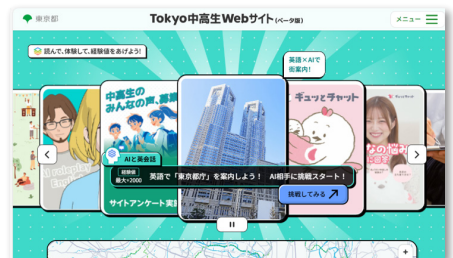 東京都
Tokyo中高生Webサイト(ベータ版)
メニュー
読んで、体験して、経験値をあげよう！
英語×AIで
街案内！
中高生の
みんなの声、募集
ギュッとチャット
AI roleplay
AIと英会話
経験値
最大+2000
英語で「東京都庁」を案内しよう！ AI相手に挑戦スタート！
サイトアンケート実施
挑戦してみる